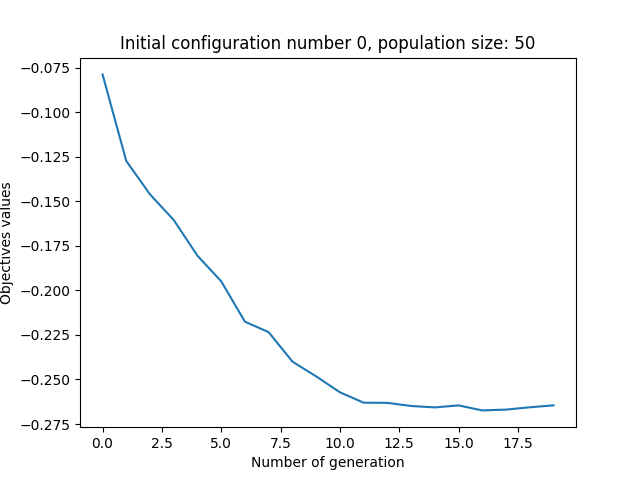 Initial configuration number 0, population size: 50
Objectives values
−0.075
−0.100
−0.125
−0.150
−0.175
−0.200
−0.225
−0.250
−0.275
0.0 2.5 5.0 7.5 10.0 12.5 15.0 17.5
Number of generation